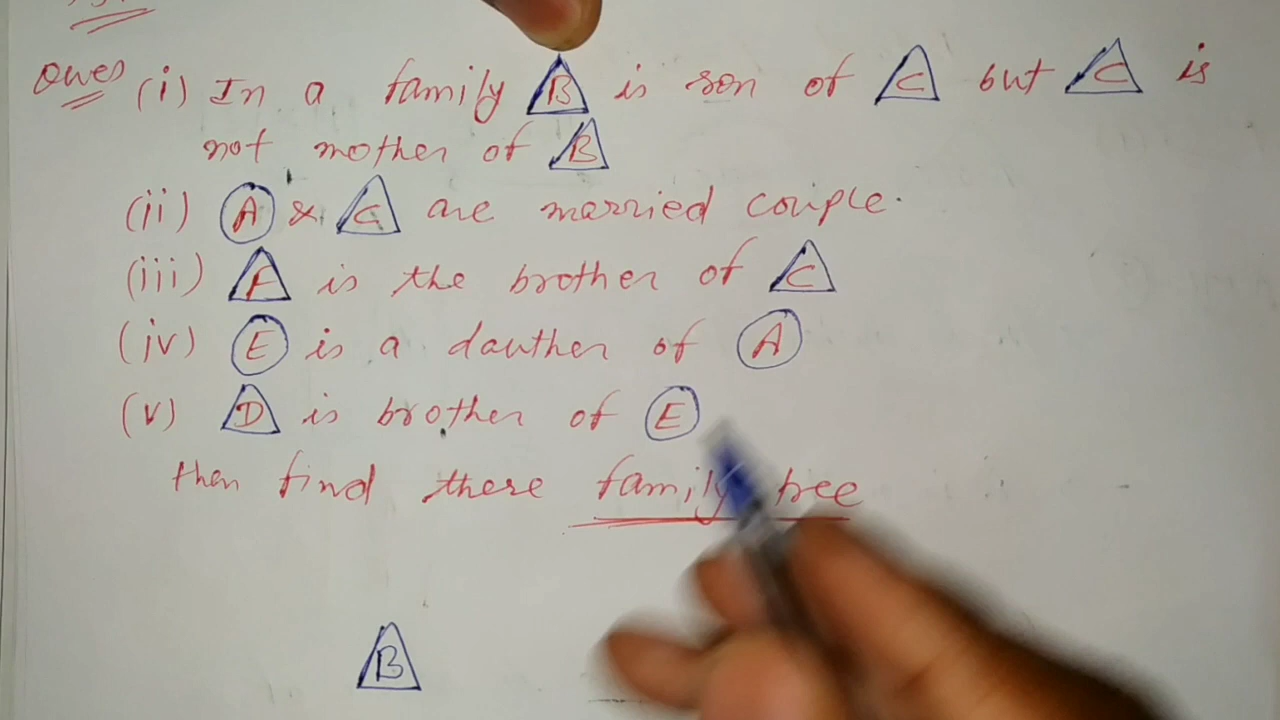 Ques (i) In a family B is son of C but C is
not mother of B
(ii) A & C are married couple.
(iii) F is the brother of C
(iv) E is a dauther of A
(v) D is brother of E
then find there family tree
B